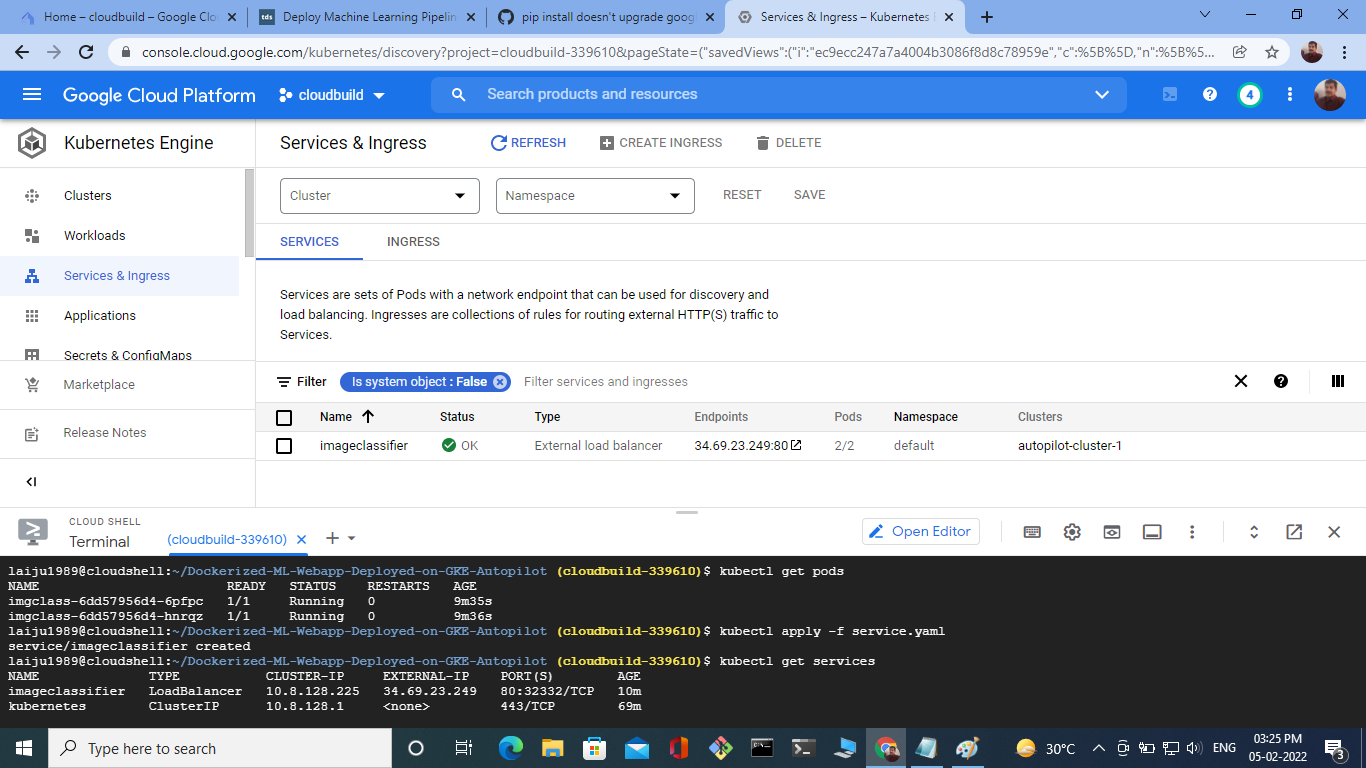 Home – cloudbuild – Google Clo
tds Deploy Machine Learning Pipelin
pip install doesn't upgrade goog
Services & Ingress – Kubernetes E
console.cloud.google.com/kubernetes/discovery?project=cloudbuild-339610&pageState=("savedViews":("i":"ec9ecc247a7a4004b3086f8d8c78959e","c":%5B%5D,"n":%5B%5...
Google Cloud Platform
cloudbuild
Search products and resources
4
Kubernetes Engine
Services & Ingress
REFRESH
CREATE INGRESS
DELETE
Clusters
Workloads
Services & Ingress
Applications
Secrets & ConfigMaps
Marketplace
Release Notes
Cluster
Namespace
RESET
SAVE
SERVICES
INGRESS
Services are sets of Pods with a network endpoint that can be used for discovery and
load balancing. Ingresses are collections of rules for routing external HTTP(S) traffic to
Services.
Filter
Is system object : False
Filter services and ingresses
Name Status Type Endpoints Pods Namespace Clusters
imageclassifier OK External load balancer 34.69.23.249:80 2/2 default autopilot-cluster-1
CLOUD SHELL
Terminal
(cloudbuild-339610)
Open Editor
laiju1989@cloudshell:~/Dockerized-ML-Webapp-Deployed-on-GKE-Autopilot (cloudbuild-339610)$ kubectl get pods
NAME READY STATUS RESTARTS AGE
imgclass-6dd57956d4-6pfpc 1/1 Running 0 9m35s
imgclass-6dd57956d4-hnrqz 1/1 Running 0 9m36s
laiju1989@cloudshell:~/Dockerized-ML-Webapp-Deployed-on-GKE-Autopilot (cloudbuild-339610)$ kubectl apply -f service.yaml
service/imageclassifier created
laiju1989@cloudshell:~/Dockerized-ML-Webapp-Deployed-on-GKE-Autopilot (cloudbuild-339610)$ kubectl get services
NAME TYPE CLUSTER-IP EXTERNAL-IP PORT(S) AGE
imageclassifier LoadBalancer 10.8.128.225 34.69.23.249 80:32332/TCP 10m
kubernetes ClusterIP 10.8.128.1 <none> 443/TCP 69m
Type here to search
30°C
ENG
03:25 PM
05-02-2022
3